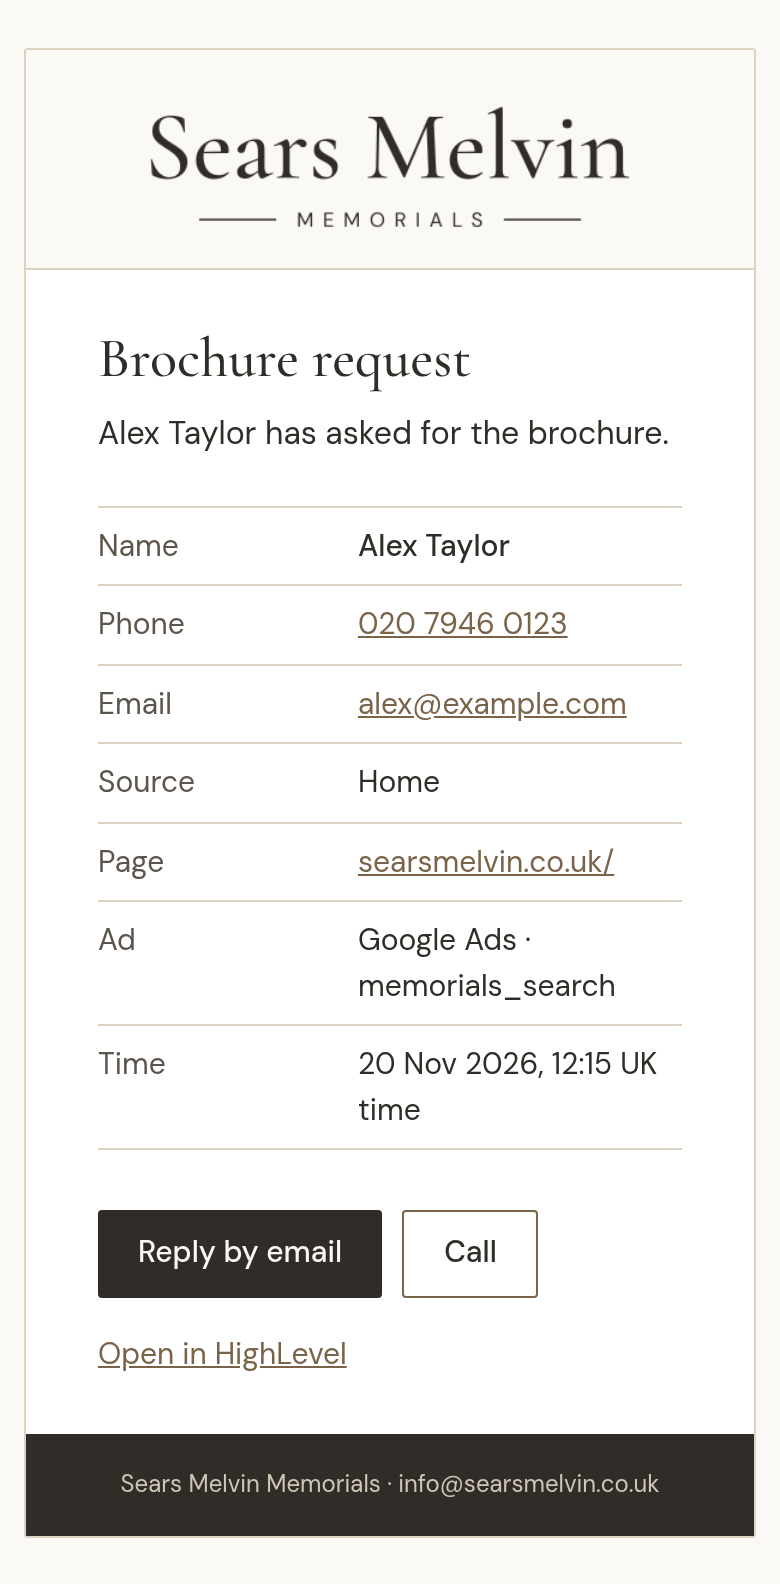 Sears Melvin
MEMORIALS
Brochure request
Alex Taylor has asked for the brochure.
Name Alex Taylor
Phone 020 7946 0123
Email alex@example.com
Source Home
Page searsmelvin.co.uk/
Ad Google Ads ·
memorials_search
Time 20 Nov 2026, 12:15 UK
time
Reply by email Call
Open in HighLevel
Sears Melvin Memorials · info@searsmelvin.co.uk